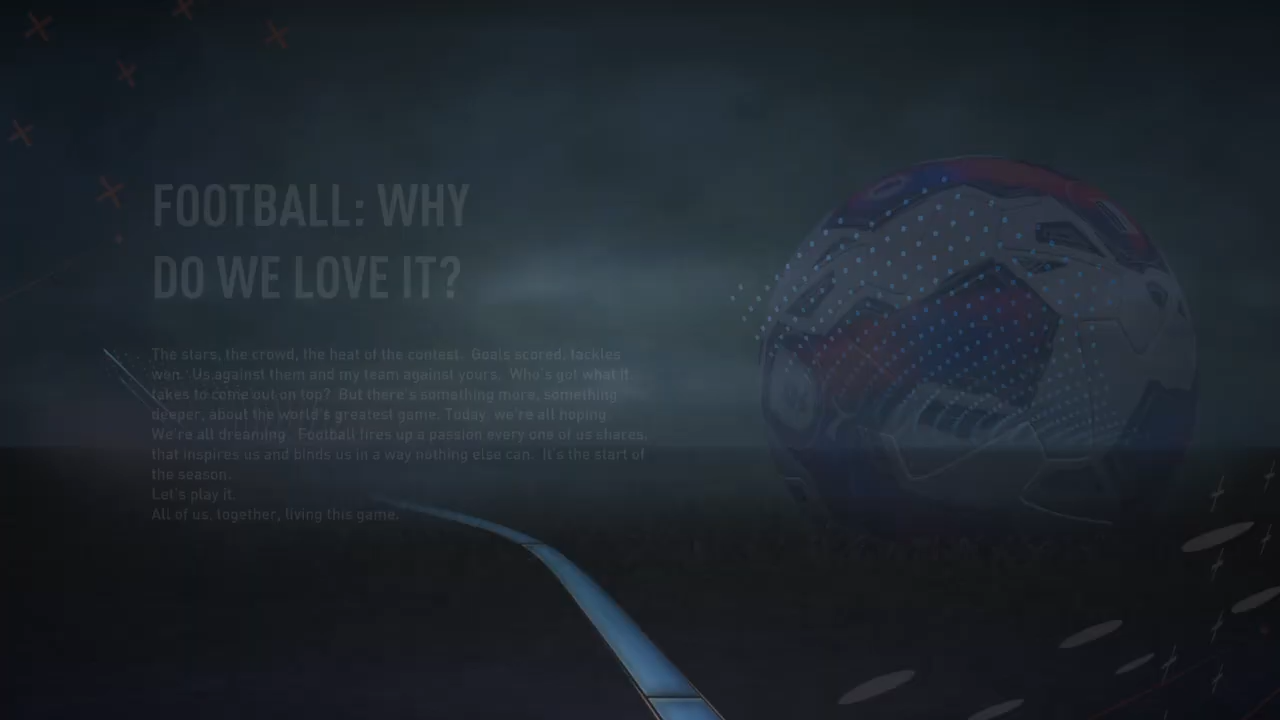 FOOTBALL: WHY
DO WE LOVE IT?
The stars, the crowd, the heat of the contest. Goals scored, tackles
won. Us against them and my team against yours. Who's got what it
takes to come out on top? But there's something more, something
deeper, about the world's greatest game. Today, we're all hoping.
We're all dreaming. Football fires up a passion every one of us shares,
that inspires us and binds us in a way nothing else can. It's the start of
the season.
Let's play it.
All of us, together, living this game.